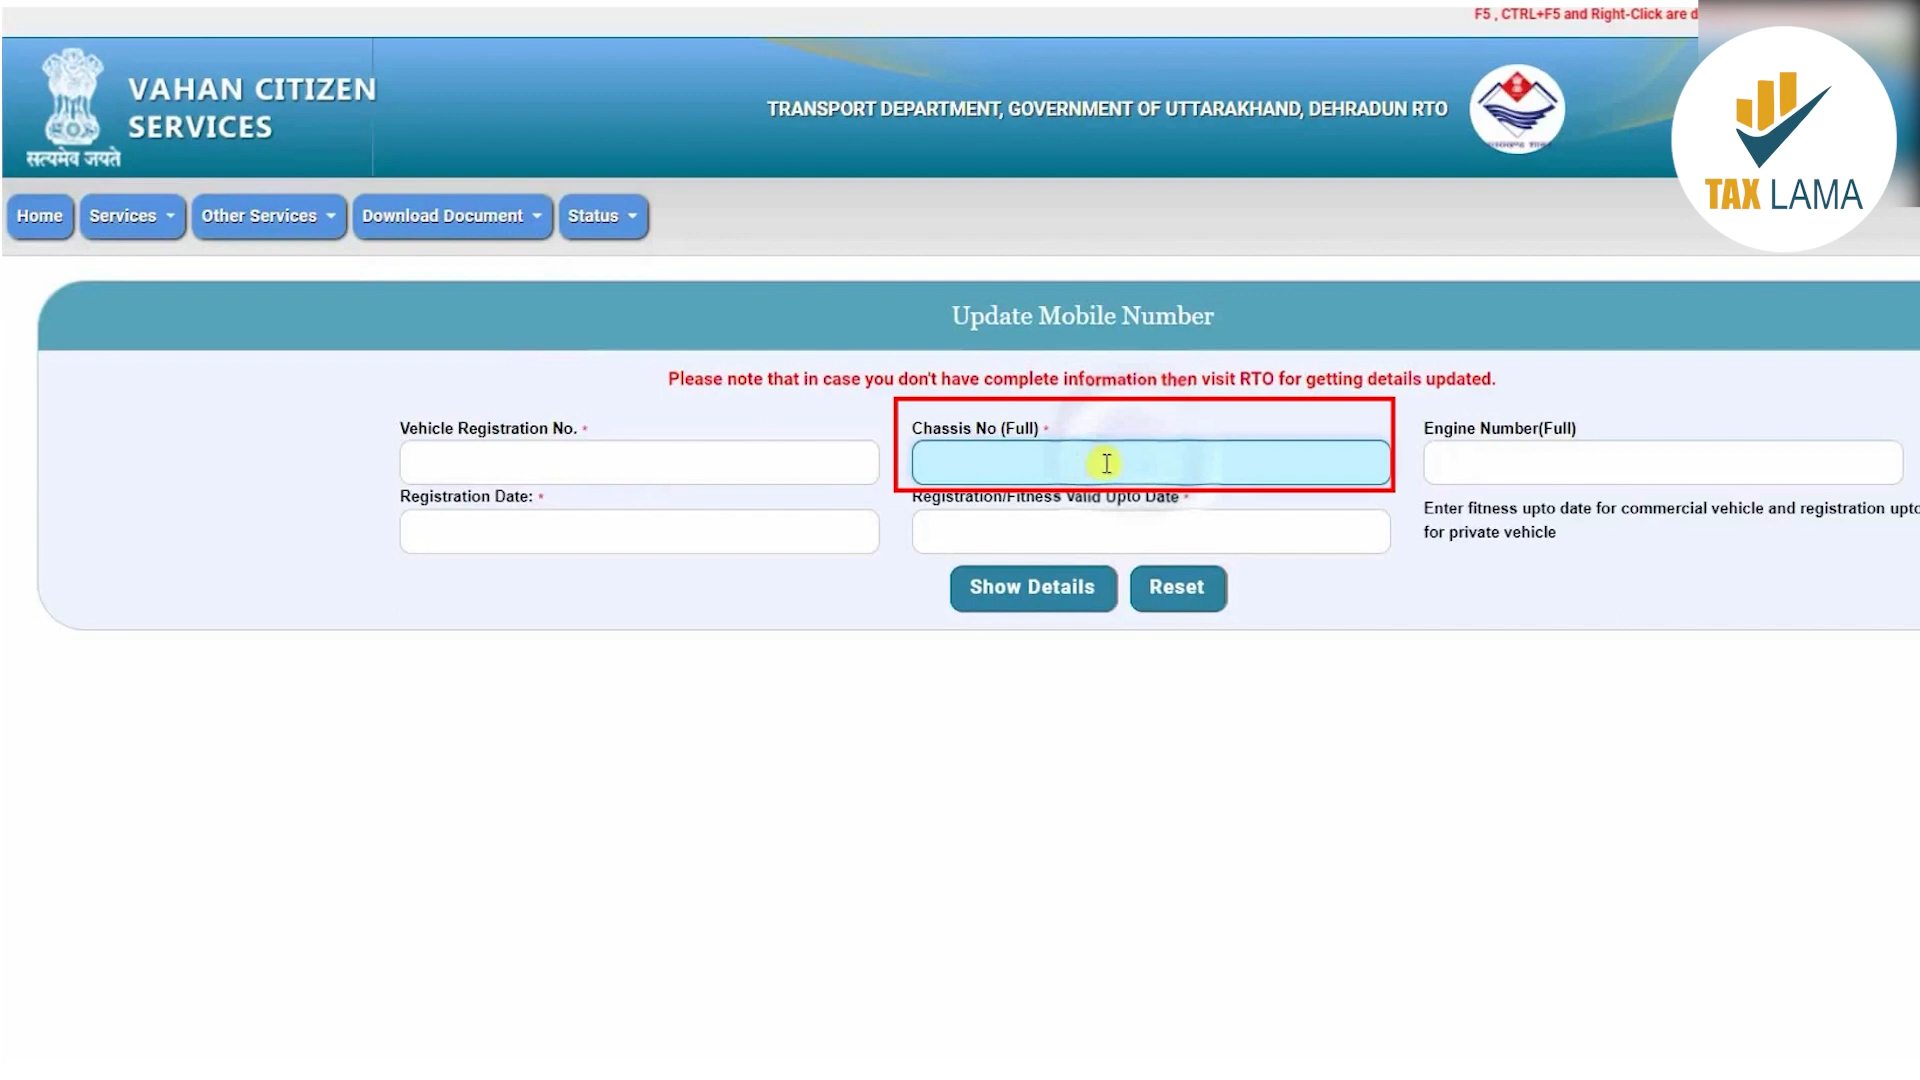 F5 , CTRL+F5 and Right-Click are
VAHAN CITIZEN
SERVICES
सत्यमेव जयते
TRANSPORT DEPARTMENT, GOVERNMENT OF UTTARAKHAND, DEHRADUN RTO
TAX LAMA
Home
Services
Other Services
Download Document
Status
Update Mobile Number
Please note that in case you don't have complete information then visit RTO for getting details updated.
Vehicle Registration No. *
Chassis No (Full) *
Engine Number(Full)
Registration Date: *
Registration/Fitness Valid Upto Date *
Enter fitness upto date for commercial vehicle and registration upto
for private vehicle
Show Details
Reset